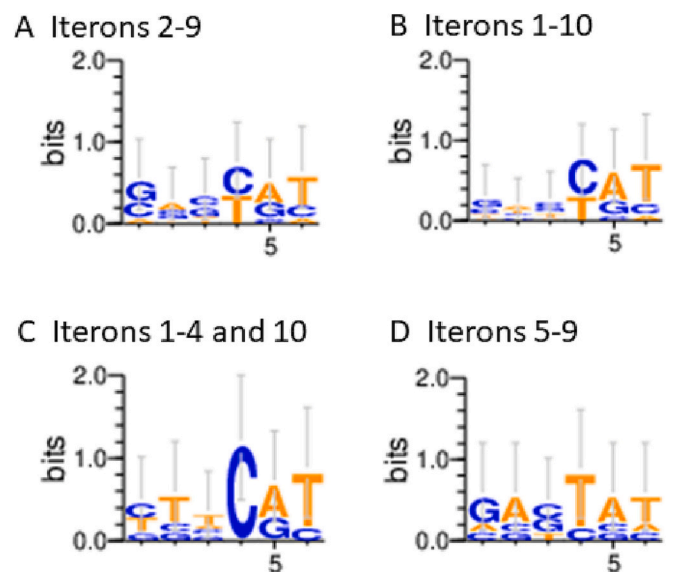 A Iterons 2-9
B Iterons 1-10
2.0
1.0
0.0
bits
5
2.0
1.0
0.0
bits
5
C Iterons 1-4 and 10
D Iterons 5-9
2.0
1.0
0.0
bits
C A T
5
2.0
1.0
0.0
bits
G A C T A T
5